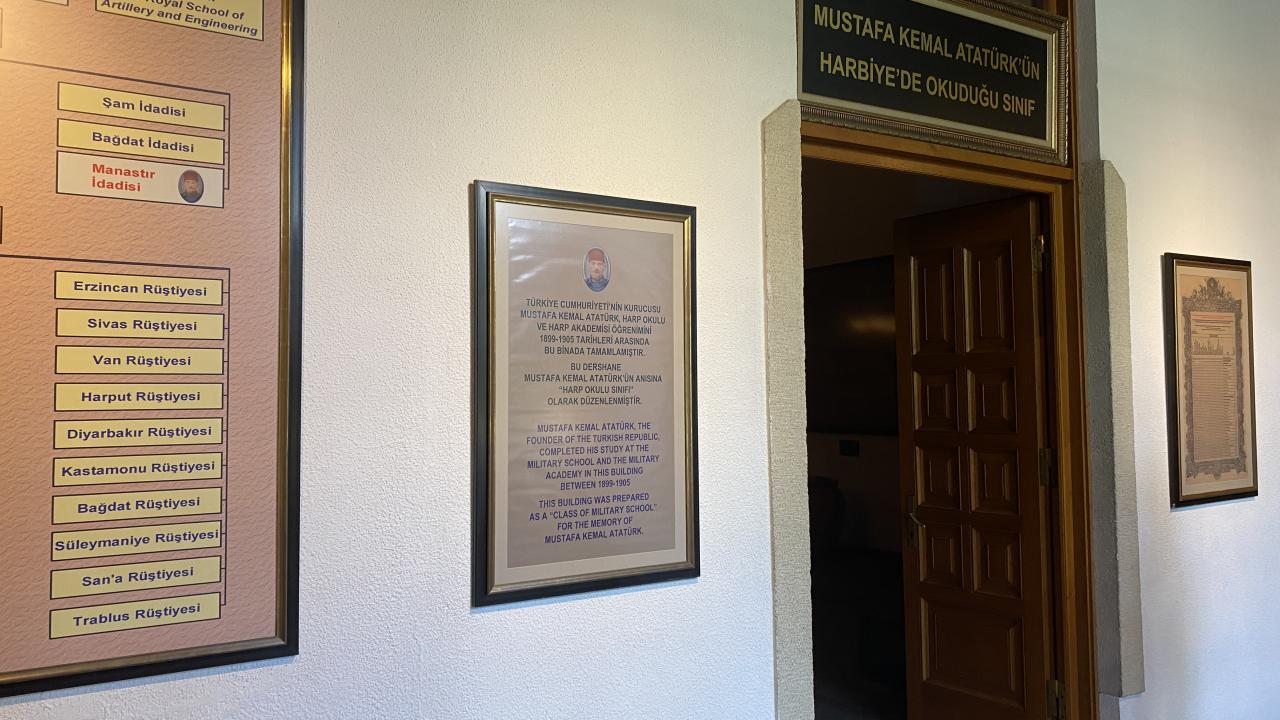 Royal School of
Artillery and Engineering
Şam İdadisi
Bağdat İdadisi
Manastır
İdadisi
Erzincan Rüştiyesi
Sivas Rüştiyesi
Van Rüştiyesi
Harput Rüştiyesi
Diyarbakır Rüştiyesi
Kastamonu Rüştiyesi
Bağdat Rüştiyesi
Süleymaniye Rüştiyesi
San'a Rüştiyesi
Trablus Rüştiyesi
TÜRKİYE CUMHURİYETİ'NİN KURUCUSU
MUSTAFA KEMAL ATATÜRK, HARP OKULU
VE HARP AKADEMİSİ ÖĞRENİMİNİ
1899-1905 TARİHLERİ ARASINDA
BU BİNADA TAMAMLAMIŞTIR.
BU DERSHANE
MUSTAFA KEMAL ATATÜRK'ÜN ANISINA
"HARP OKULU SINIFI"
OLARAK DÜZENLENMİŞTİR.
MUSTAFA KEMAL ATATÜRK, THE
FOUNDER OF THE TURKISH REPUBLIC,
COMPLETED HIS STUDY AT THE
MILITARY SCHOOL AND THE MILITARY
ACADEMY IN THIS BUILDING
BETWEEN 1899-1905
THIS BUILDING WAS PREPARED
AS A "CLASS OF MILITARY SCHOOL"
FOR THE MEMORY OF
MUSTAFA KEMAL ATATÜRK.
MUSTAFA KEMAL ATATÜRK'ÜN
HARBİYE'DE OKUDUĞU SINIF